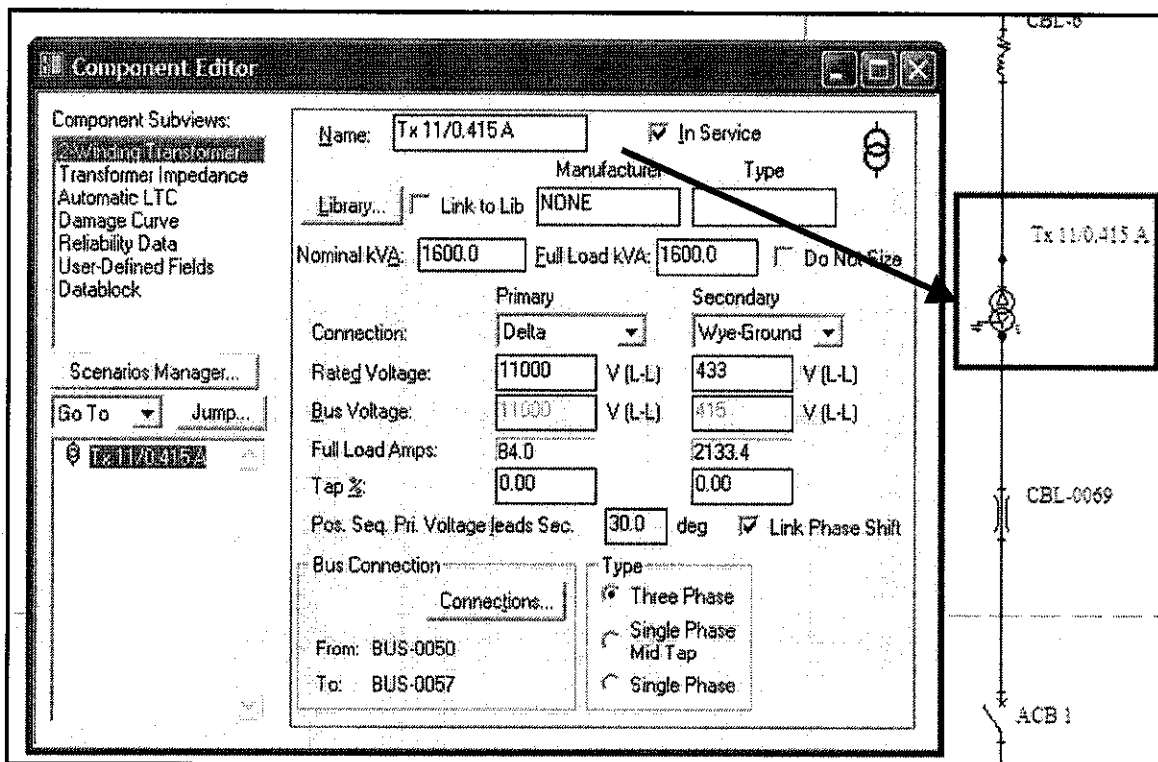 CBL-6
Component Editor
Component Subviews:
2-Winding Transformer
Transformer Impedance
Automatic LTC
Damage Curve
Reliability Data
User-Defined Fields
Datablock
Scenarios Manager...
Go To
Jump...
Tx 11/0.415 A
Name: Tx 11/0.415 A In Service
Manufacturer Type
Library... Link to Lib NONE
Nominal kVA: 1600.0 Full Load kVA: 1600.0 Do Not Size
Primary Secondary
Connection: Delta Wye-Ground
Rated Voltage: 11000 V (L-L) 433 V (L-L)
Bus Voltage: 11000 V (L-L) 415 V (L-L)
Full Load Amps: 84.0 2133.4
Tap %: 0.00 0.00
Pos. Seq. Pri. Voltage leads Sec. 30.0 deg Link Phase Shift
Bus Connection
Connections...
From: BUS-0050
To: BUS-0057
Type
Three Phase
Single Phase
Mid Tap
Single Phase
Tx 11/0.415 A
CBL-0069
ACB 1